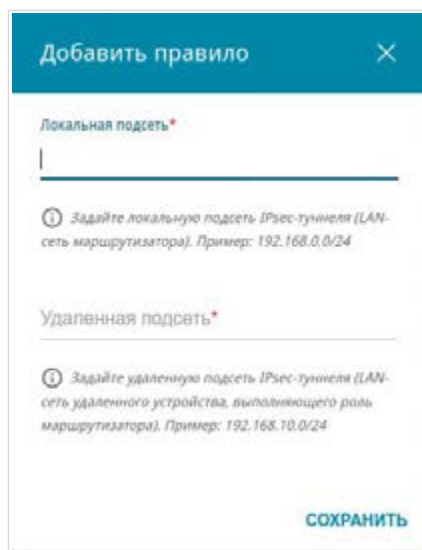 Добавить правило
Локальная подсеть*
Задайте локальную подсеть IPsec-туннеля (LAN-
сеть маршрутизатора). Пример: 192.168.0.0/24
Удаленная подсеть*
Задайте удаленную подсеть IPsec-туннеля (LAN-
сеть удаленного устройства, выполняющего роль
маршрутизатора). Пример: 192.168.10.0/24
СОХРАНИТЬ